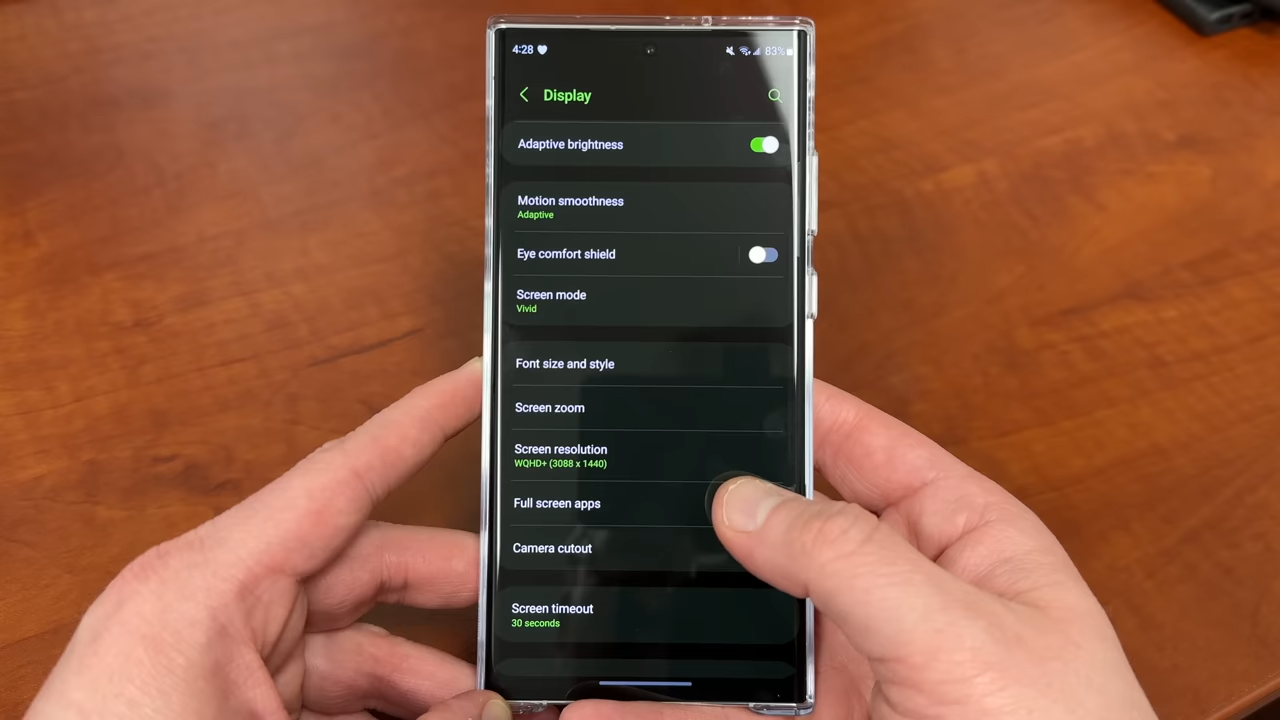 4:28
83%
Display
Adaptive brightness
Motion smoothness
Adaptive
Eye comfort shield
Screen mode
Vivid
Font size and style
Screen zoom
Screen resolution
WQHD+ (3088 x 1440)
Full screen apps
Camera cutout
Screen timeout
30 seconds